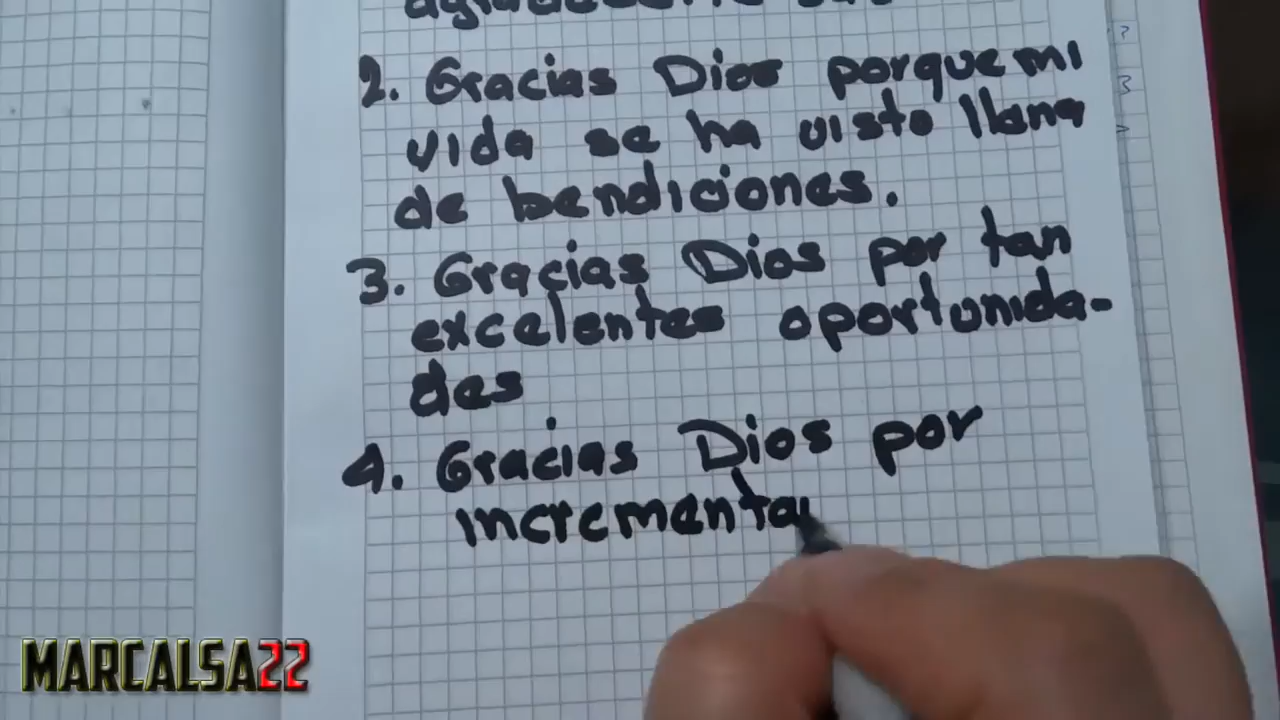 2. Gracias Dios porque mi
vida se ha visto llena
de bendiciones.
3. Gracias Dios por tan
excelentes oportunida-
des
4. Gracias Dios por
incrementa
MARCALSA22